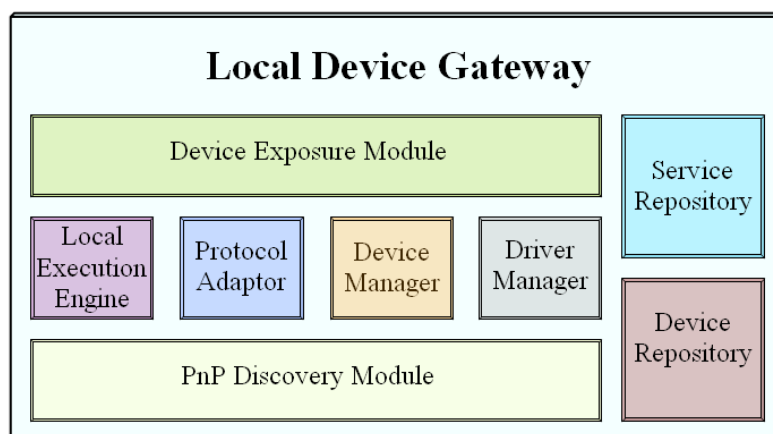 Local Device Gateway
Device Exposure Module
Service
Repository
Local
Execution
Engine
Protocol
Adaptor
Device
Manager
Driver
Manager
Device
Repository
PnP Discovery Module